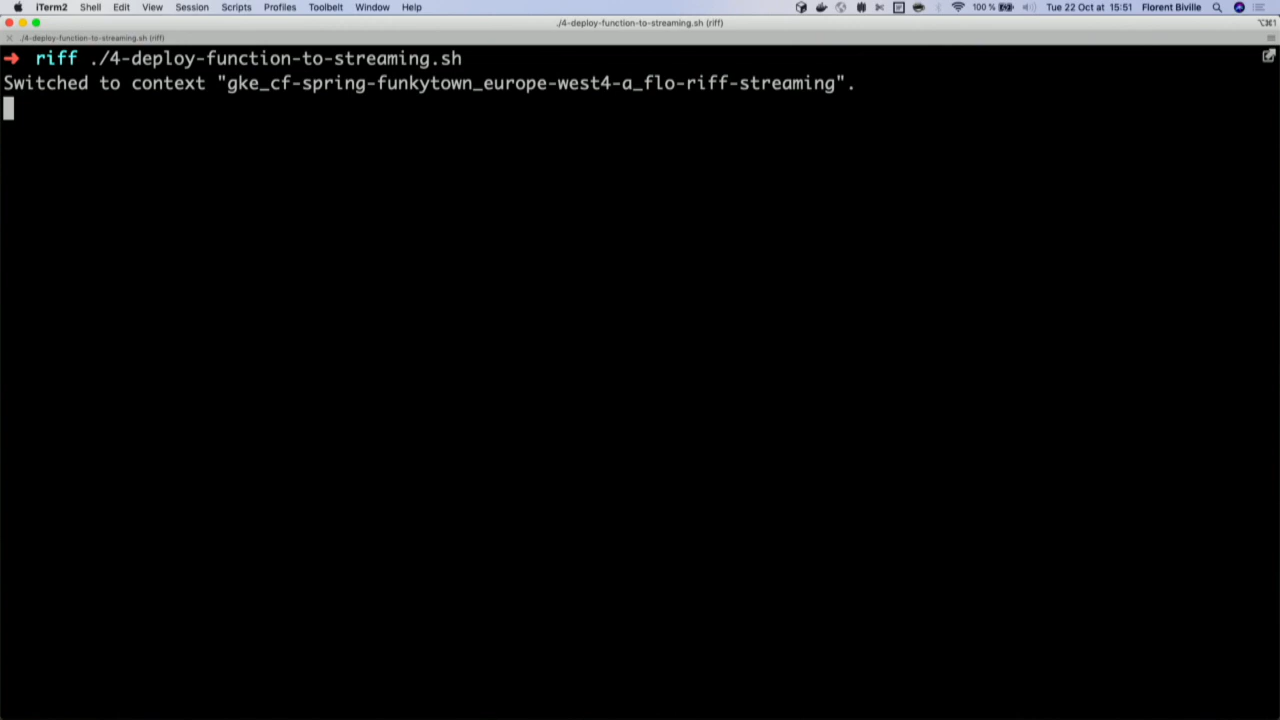 iTerm2 Shell Edit View Session Scripts Profiles Toolbelt Window Help 100 % Tue 22 Oct at 15:51 Florent Biville
./4-deploy-function-to-streaming.sh (riff) ⌥⌘1
./4-deploy-function-to-streaming.sh (riff)
➜ riff ./4-deploy-function-to-streaming.sh
Switched to context "gke_cf-spring-funkytown_europe-west4-a_flo-riff-streaming".